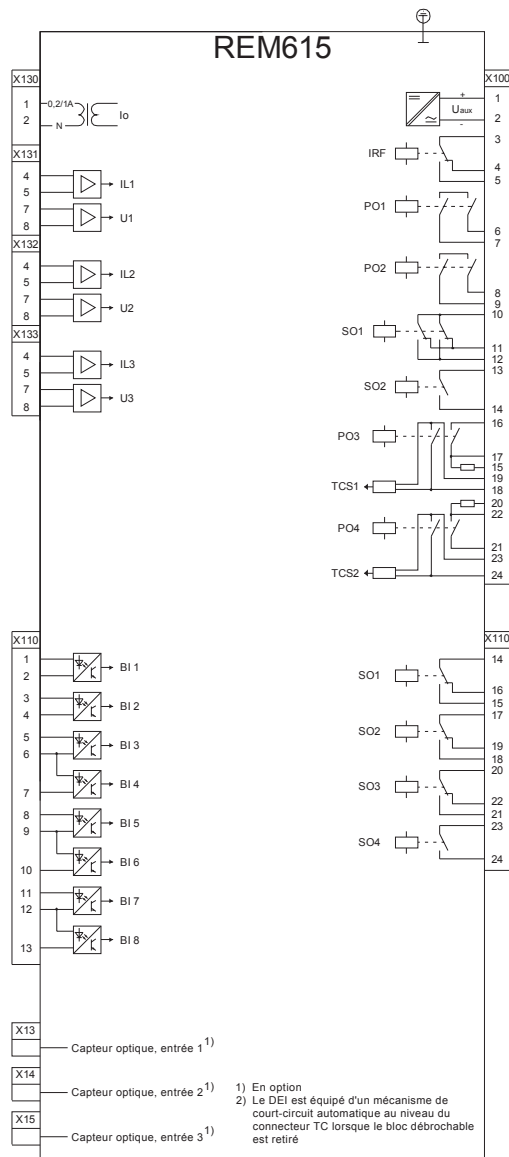 REM615
X130
1 0,2/1A
2 N
Io
X131
4
5
IL1
7
8
U1
X132
4
5
IL2
7
8
U2
X133
4
5
IL3
7
8
U3
X110
1
2
BI 1
3
4
BI 2
5
6
BI 3
7
BI 4
8
9
BI 5
10
BI 6
11
12
BI 7
13
BI 8
X13
Capteur optique, entrée 1 1)
X14
Capteur optique, entrée 2 1)
X15
Capteur optique, entrée 3 1)
X100
+
1
Uaux
2
-
3
IRF
4
5
PO1
6
7
PO2
8
9
10
SO1
11
12
13
SO2
14
16
PO3
17
15
19
TCS1
18
20
22
PO4
21
23
TCS2
24
X110
14
SO1
16
15
17
SO2
19
18
20
SO3
22
21
23
SO4
24
1) En option
2) Le DEI est équipé d'un mécanisme de
court-circuit automatique au niveau du
connecteur TC lorsque le bloc débrochable
est retiré